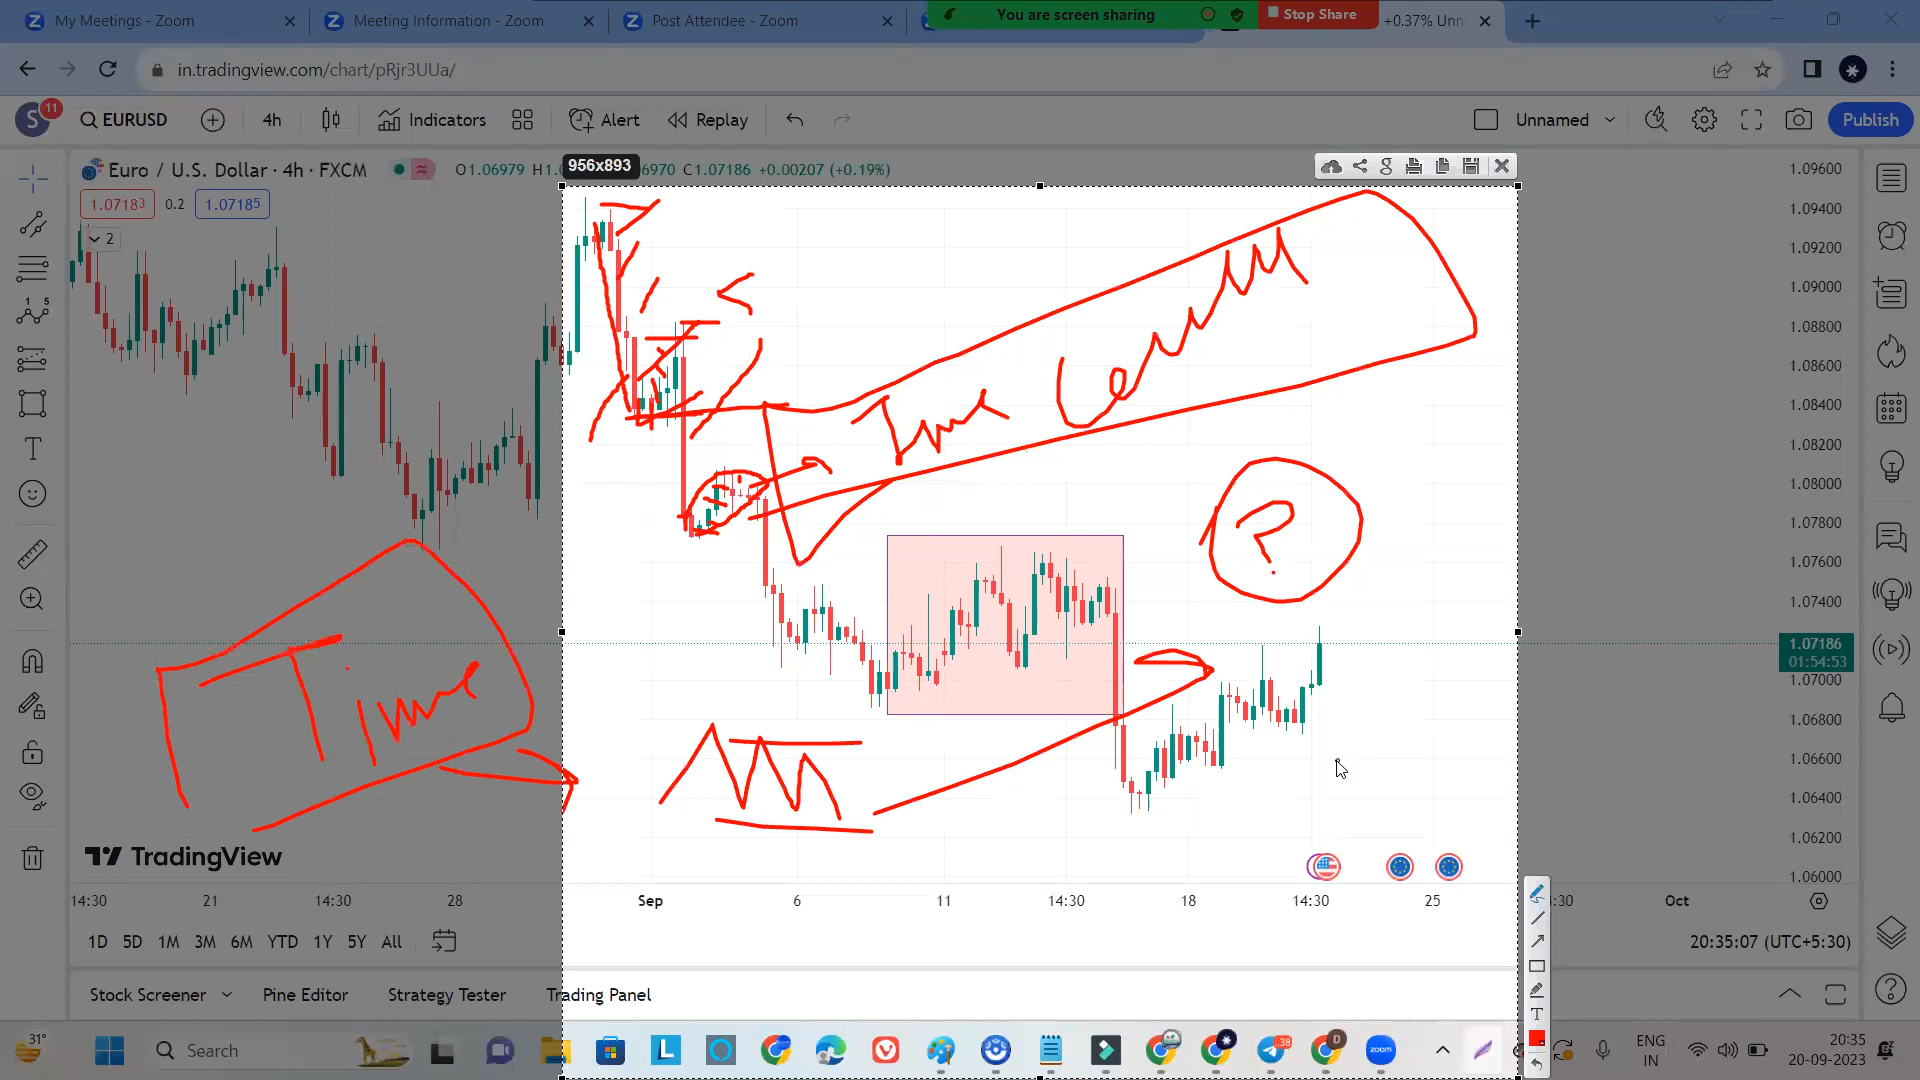 My Meetings - Zoom
Meeting Information - Zoom
Post Attendee - Zoom
You are screen sharing
Stop Share
+0.37% Unn
in.tradingview.com/chart/pRjr3UUa/
S 11
EURUSD
4h
Indicators
Alert
Replay
Unnamed
Publish
Euro / U.S. Dollar · 4h · FXCM
O1.06979
956x893
6970 C1.07186 +0.00207 (+0.19%)
1.07183
0.2
1.07185
2
1.09600
1.09400
1.09200
1.09000
1.08800
1.08600
1.08400
1.08200
1.08000
1.07800
1.07600
1.07400
1.07186
01:54:53
1.07000
1.06800
1.06600
1.06400
1.06200
1.06000
Time
?
Time
TradingView
14:30
21
14:30
28
Sep
6
11
14:30
18
14:30
25
:30
Oct
1D
5D
1M
3M
6M
YTD
1Y
5Y
All
20:35:07 (UTC+5:30)
Stock Screener
Pine Editor
Strategy Tester
Trading Panel
31°
Search
38
zoom
ENG
IN
20:35
20-09-2023